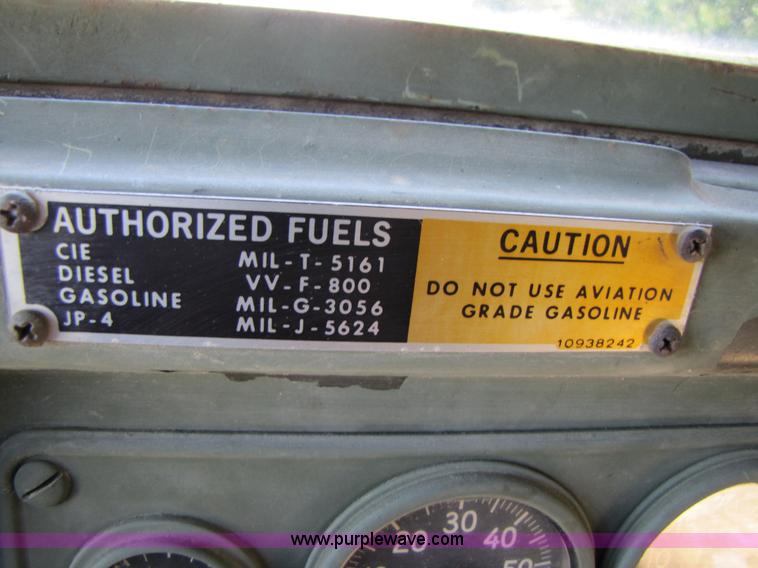 AUTHORIZED FUELS
CIE MIL-T-5161
DIESEL VV-F-800
GASOLINE MIL-G-3056
JP-4 MIL-J-5624
CAUTION
DO NOT USE AVIATION
GRADE GASOLINE
10938242
20 30 40 50
www.purplewave.com